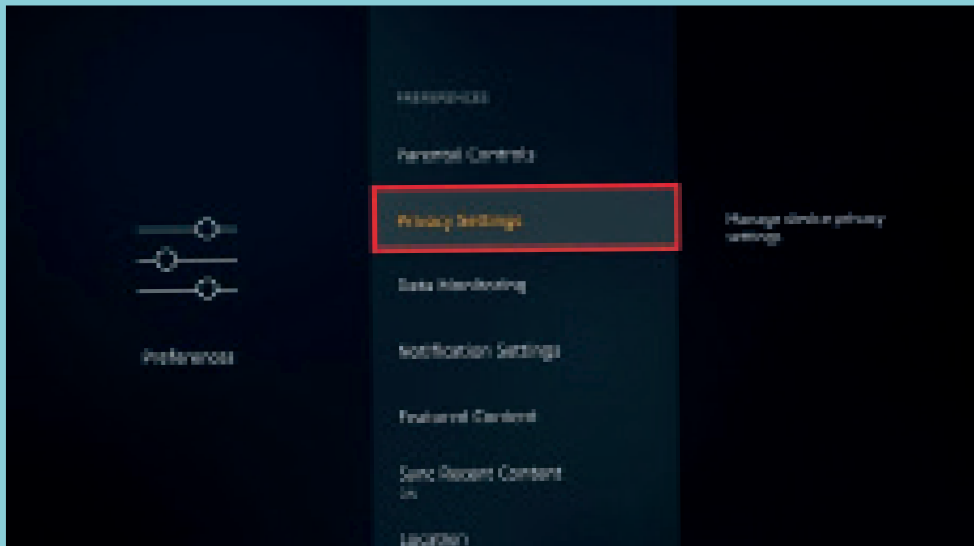 PREFERENCES
Parental Controls
Privacy Settings
Manage device privacy
settings
Data Monitoring
Notification Settings
Preferences
Featured Content
Sync Recent Content
Location